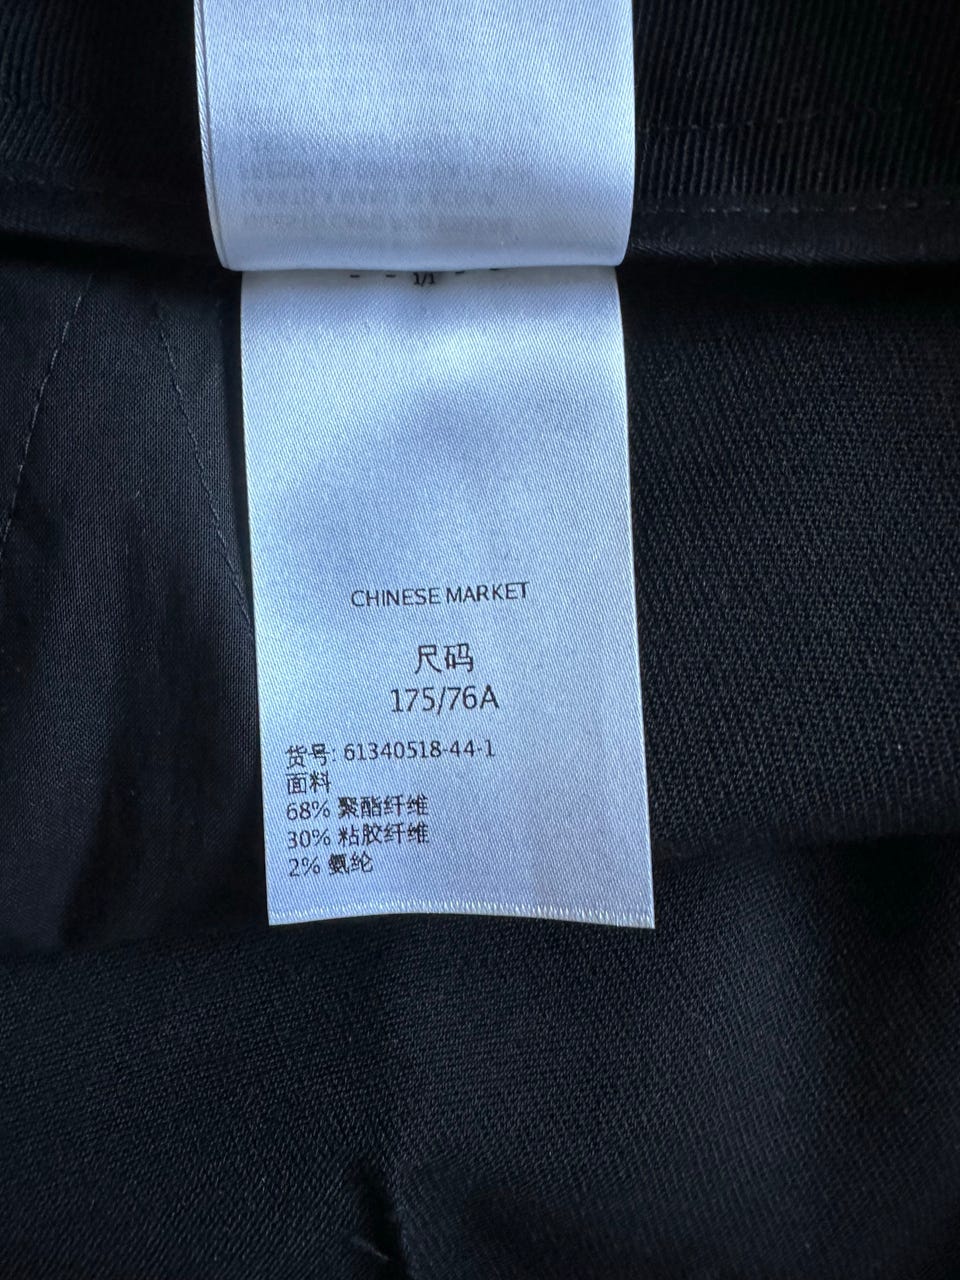 CHINESE MARKET
尺码
175/76A
货号: 61340518-44-1
面料
68% 聚酯纤维
30% 粘胶纤维
2% 氨纶